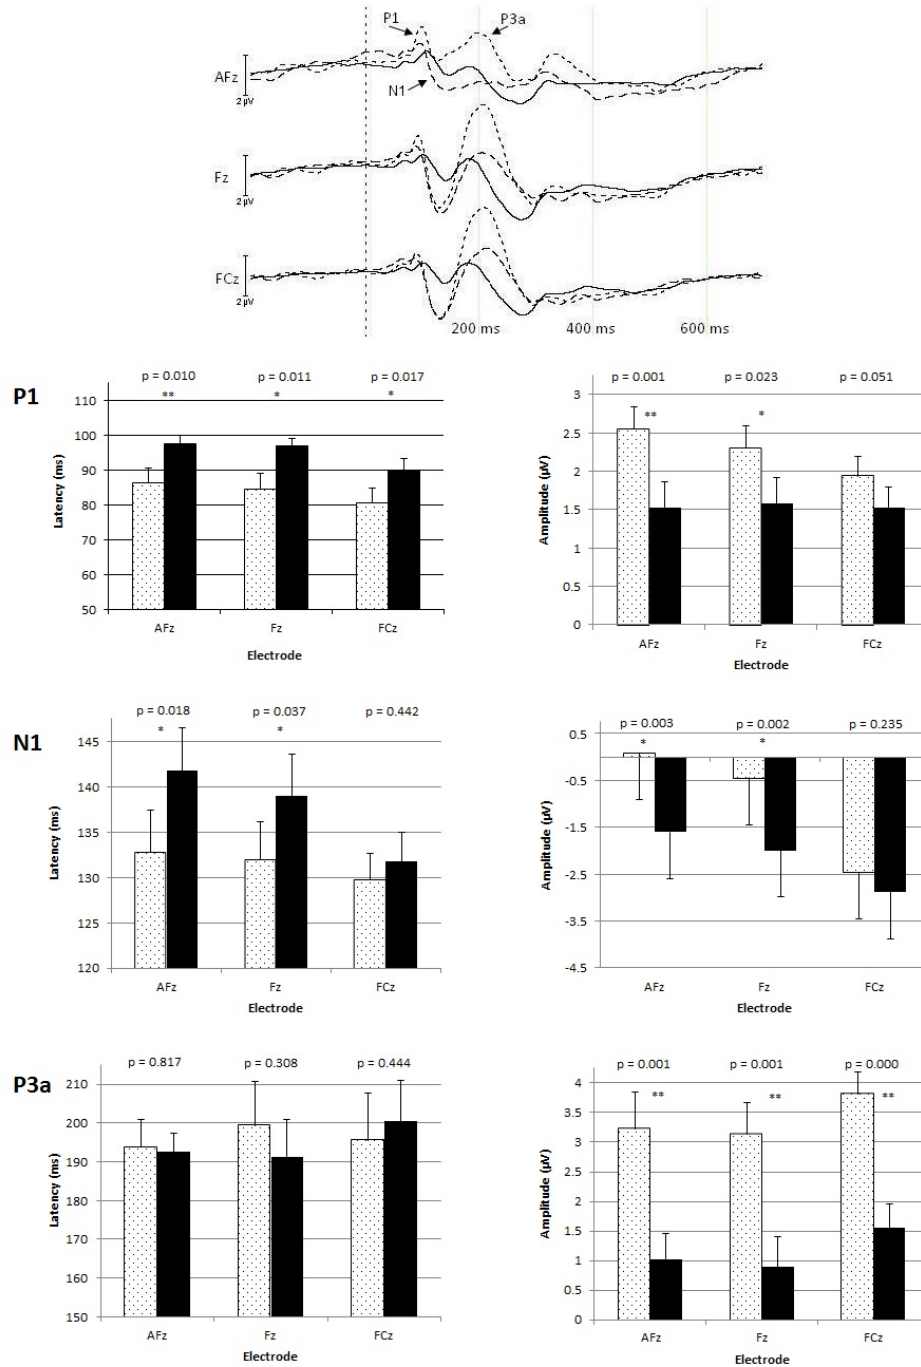 P1 P3a
AFz
2 µV
N1
Fz
2 µV
FCz
2 µV
200 ms 400 ms 600 ms
P1
p = 0.010 p = 0.011 p = 0.017
** * *
110
100
90
80
70
60
50
Latency (ms)
AFz Fz FCz
Electrode
p = 0.001 p = 0.023 p = 0.051
** *
3
2.5
2
1.5
1
0.5
0
Amplitude (µV)
AFz Fz FCz
Electrode
N1
p = 0.018 p = 0.037 p = 0.442
* *
145
140
135
130
125
120
Latency (ms)
AFz Fz FCz
Electrode
p = 0.003 p = 0.002 p = 0.235
* *
0.5
-0.5
-1.5
-2.5
-3.5
-4.5
Amplitude (µV)
AFz Fz FCz
Electrode
P3a
p = 0.817 p = 0.308 p = 0.444
210
200
190
180
170
160
150
Latency (ms)
AFz Fz FCz
Electrode
p = 0.001 p = 0.001 p = 0.000
** ** **
4
3.5
3
2.5
2
1.5
1
0.5
0
Amplitude (µV)
AFz Fz FCz
Electrode